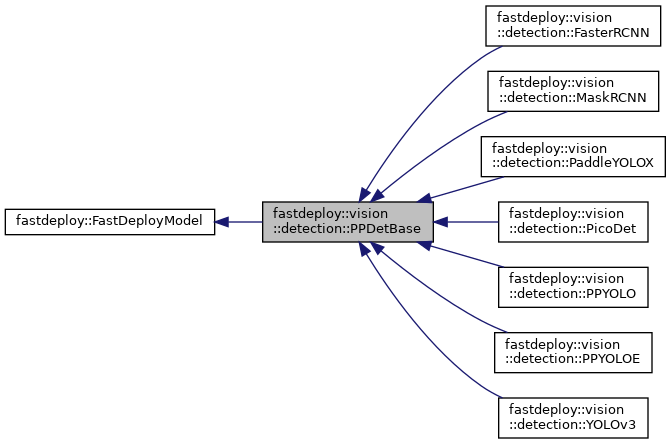 fastdeploy::vision
::detection::FasterRCNN
fastdeploy::vision
::detection::MaskRCNN
fastdeploy::vision
::detection::PaddleYOLOX
fastdeploy::FastDeployModel
fastdeploy::vision
::detection::PPDetBase
fastdeploy::vision
::detection::PicoDet
fastdeploy::vision
::detection::PPYOLO
fastdeploy::vision
::detection::PPYOLOE
fastdeploy::vision
::detection::YOLOv3